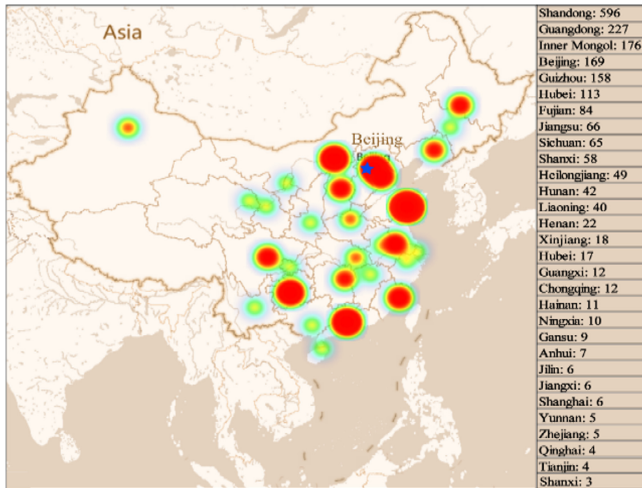 Asia
Beijing
Shandong: 596
Guangdong: 227
Inner Mongol: 176
Beijing: 169
Guizhou: 158
Hubei: 113
Fujian: 84
Jiangsu: 66
Sichuan: 65
Shanxi: 58
Heilongjiang: 49
Hunan: 42
Liaoning: 40
Henan: 22
Xinjiang: 18
Hubei: 17
Guangxi: 12
Chongqing: 12
Hainan: 11
Ningxia: 10
Gansu: 9
Anhui: 7
Jilin: 6
Jiangxi: 6
Shanghai: 6
Yunnan: 5
Zhejiang: 5
Qinghai: 4
Tianjin: 4
Shanxi: 3